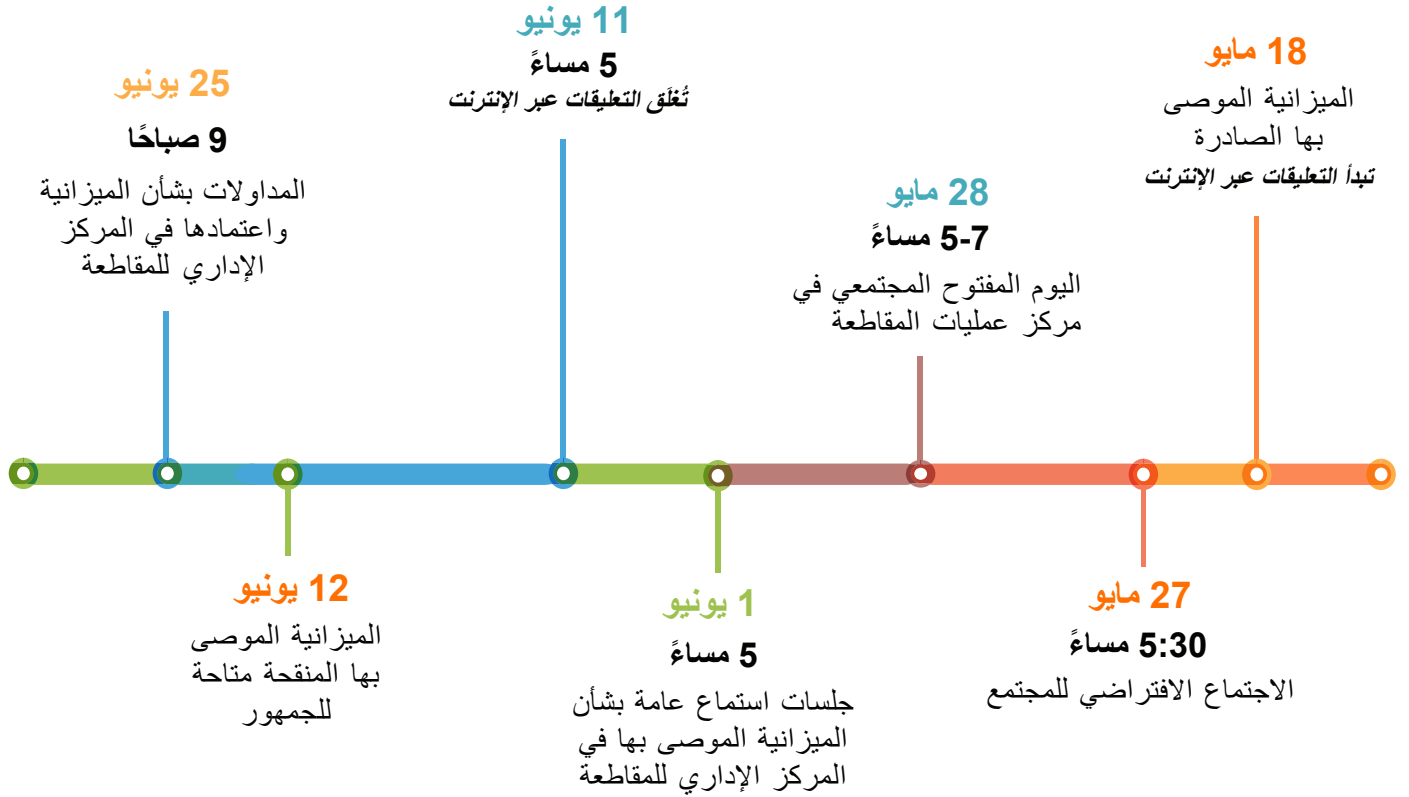 18 مايو
الميزانية الموصى
بها الصادرة
تبدأ التعليقات عبر الإنترنت
27 مايو
5:30 مساءً
الاجتماع الافتراضي للمجتمع
28 مايو
5-7 مساءً
اليوم المفتوح المجتمعي في
مركز عمليات المقاطعة
1 يونيو
5 مساءً
جلسات استماع عامة بشأن
الميزانية الموصى بها في
المركز الإداري للمقاطعة
11 يونيو
5 مساءً
تُغلَق التعليقات عبر الإنترنت
12 يونيو
الميزانية الموصى
بها المنقحة متاحة
للجمهور
25 يونيو
9 صباحًا
المداولات بشأن الميزانية
واعتمادها في المركز
الإداري للمقاطعة